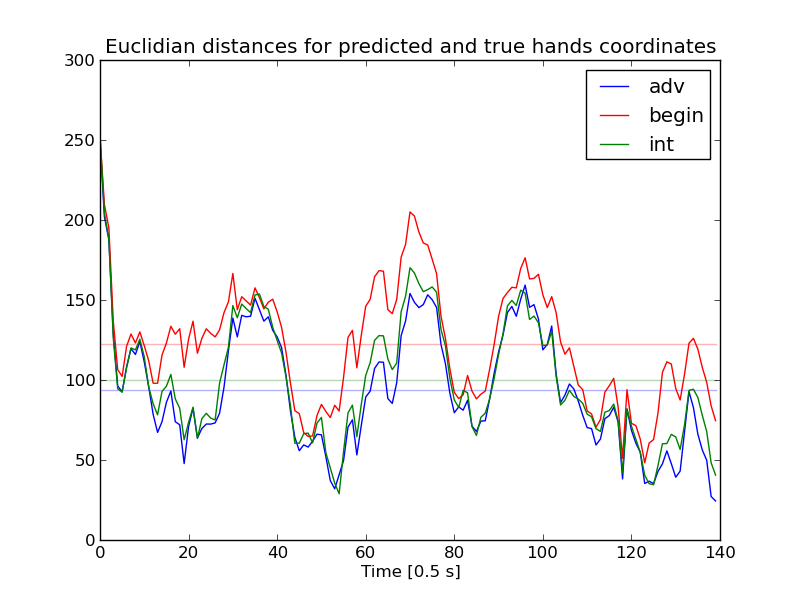 Euclidian distances for predicted and true hands coordinates
300
250
200
150
100
50
0
adv
begin
int
0 20 40 60 80 100 120 140
Time [0.5 s]